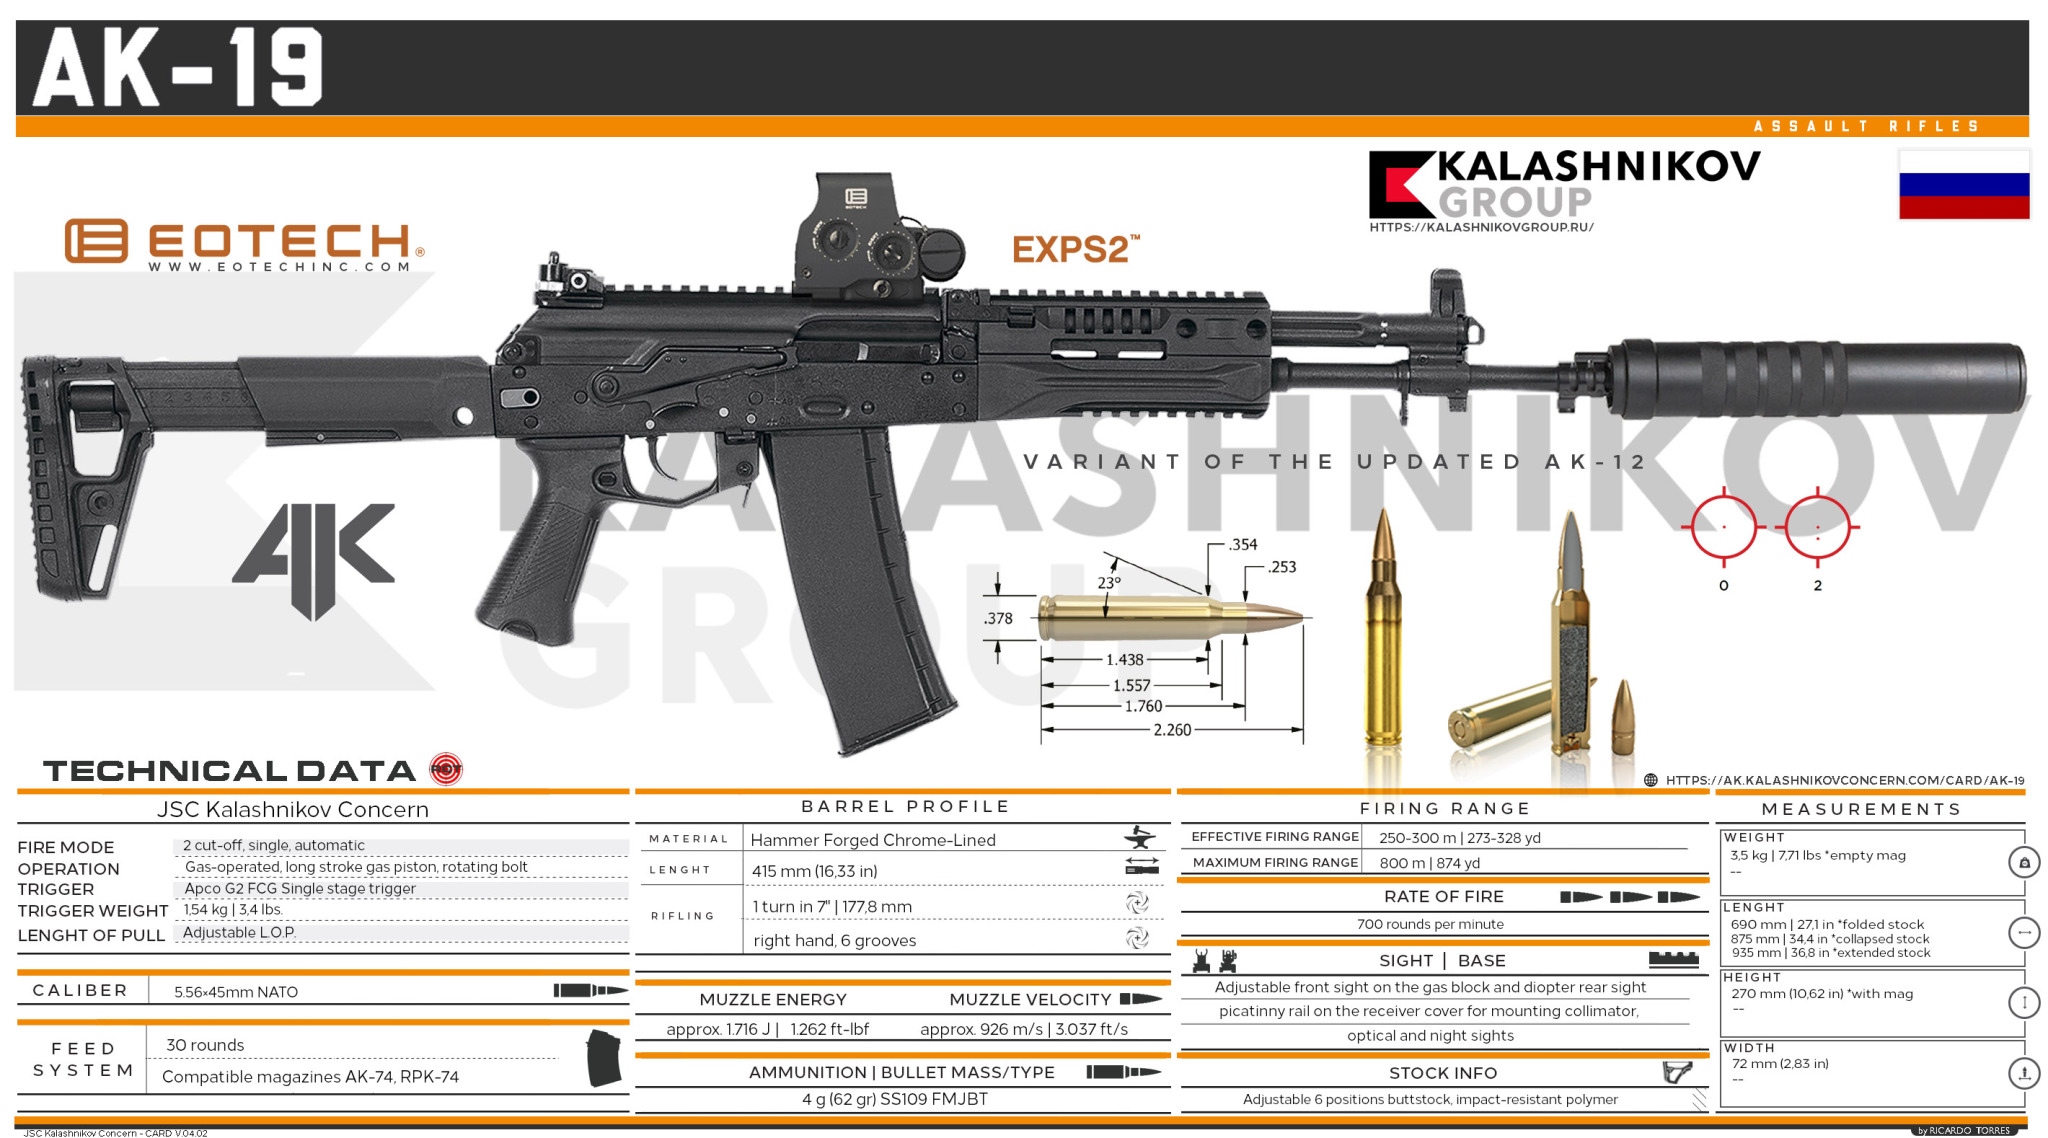 AK-19
ASSAULT RIFLES
KALASHNIKOV
GROUP
HTTPS://KALASHNIKOVGROUP.RU/
EOTECH®
WWW.EOTECHINC.COM
EOTECH
EXPS2™
KALASHNIKOV
GROUP
VARIANT OF THE UPDATED AK-12
AK
.354
.253
23°
.378
1.438
1.557
1.760
2.260
0
2
TECHNICAL DATA
HTTPS://AK.KALASHNIKOVCONCERN.COM/CARD/AK-19
JSC Kalashnikov Concern
FIRE MODE 2 cut-off, single, automatic
OPERATION Gas-operated, long stroke gas piston, rotating bolt
TRIGGER Apco G2 FCG Single stage trigger
TRIGGER WEIGHT 1,54 kg | 3,4 lbs.
LENGHT OF PULL Adjustable L.O.P.
CALIBER 5.56×45mm NATO
FEED SYSTEM
30 rounds
Compatible magazines AK-74, RPK-74
BARREL PROFILE
MATERIAL Hammer Forged Chrome-Lined
LENGHT 415 mm (16,33 in)
RIFLING
1 turn in 7" | 177,8 mm
right hand, 6 grooves
MUZZLE ENERGY MUZZLE VELOCITY
approx. 1.716 J | 1.262 ft-lbf approx. 926 m/s | 3.037 ft/s
AMMUNITION | BULLET MASS/TYPE
4 g (62 gr) SS109 FMJBT
FIRING RANGE
EFFECTIVE FIRING RANGE 250-300 m | 273-328 yd
MAXIMUM FIRING RANGE 800 m | 874 yd
RATE OF FIRE
700 rounds per minute
SIGHT | BASE
Adjustable front sight on the gas block and diopter rear sight
picatinny rail on the receiver cover for mounting collimator,
optical and night sights
STOCK INFO
Adjustable 6 positions buttstock, impact-resistant polymer
MEASUREMENTS
WEIGHT
3,5 kg | 7,71 lbs *empty mag
--
LENGHT
690 mm | 27,1 in *folded stock
875 mm | 34,4 in *collapsed stock
935 mm | 36,8 in *extended stock
HEIGHT
270 mm (10,62 in) *with mag
--
WIDTH
72 mm (2,83 in)
--
JSC Kalashnikov Concern - CARD V.04.02
by RICARDO TORRES